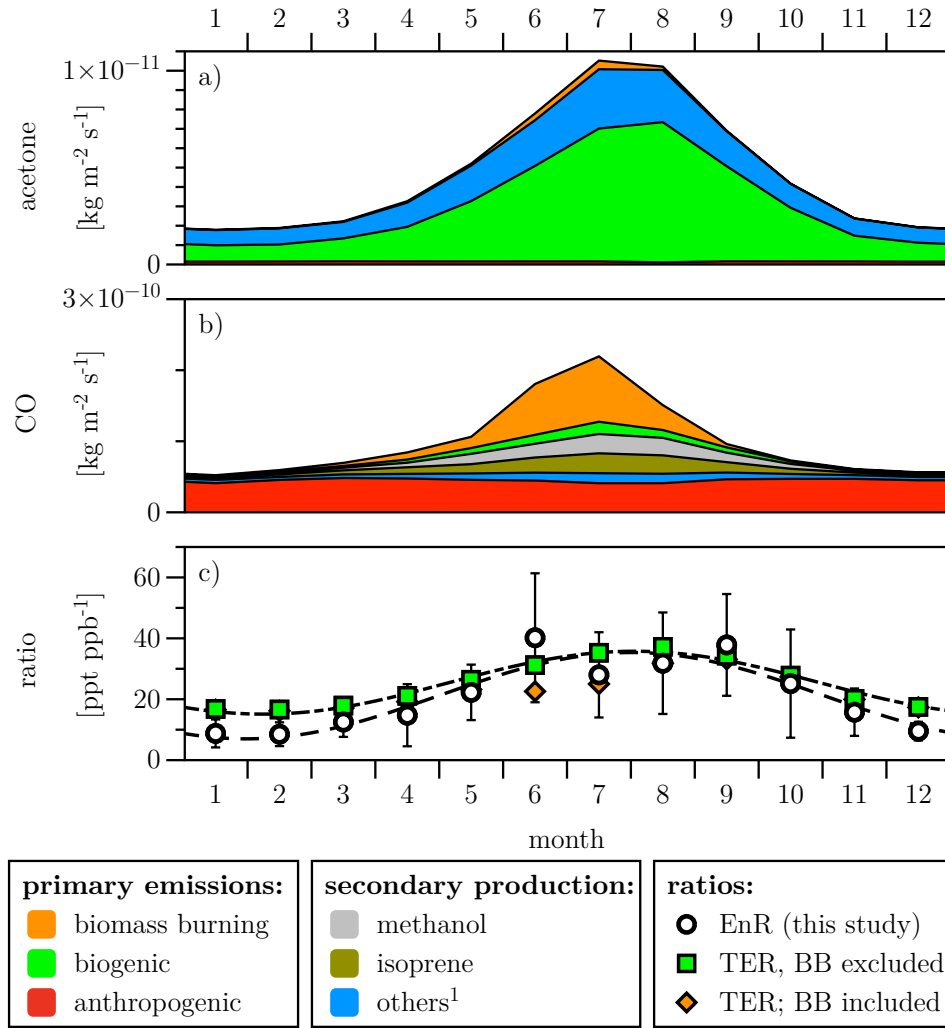 1 2 3 4 5 6 7 8 9 10 11 12
a)
acetone
[kg m⁻² s⁻¹]
1×10⁻¹¹
0
b)
CO
[kg m⁻² s⁻¹]
3×10⁻¹⁰
0
c)
ratio
[ppt ppb⁻¹]
60
40
20
0
1 2 3 4 5 6 7 8 9 10 11 12
month
primary emissions:
biomass burning
biogenic
anthropogenic
secondary production:
methanol
isoprene
others¹
ratios:
EnR (this study)
TER, BB excluded
TER; BB included